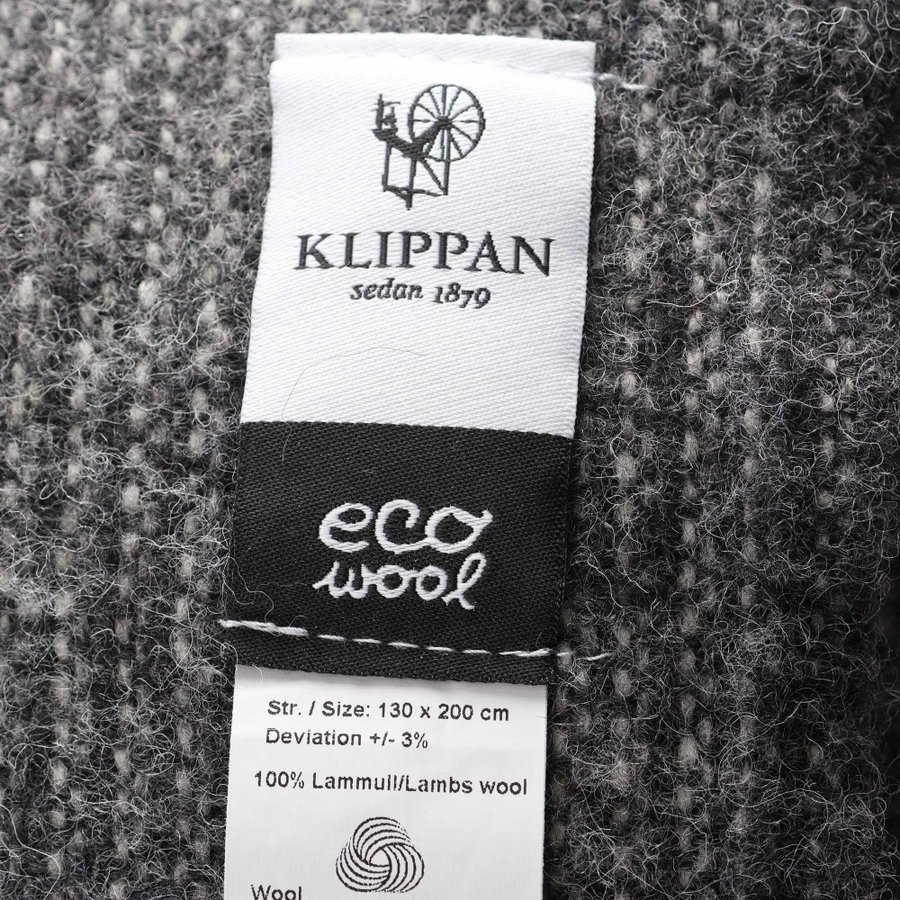 KLIPPAN
sedan 1879
eco
wool
Str. / Size: 130 x 200 cm
Deviation +/- 3%
100% Lammull/Lambs wool
Wool